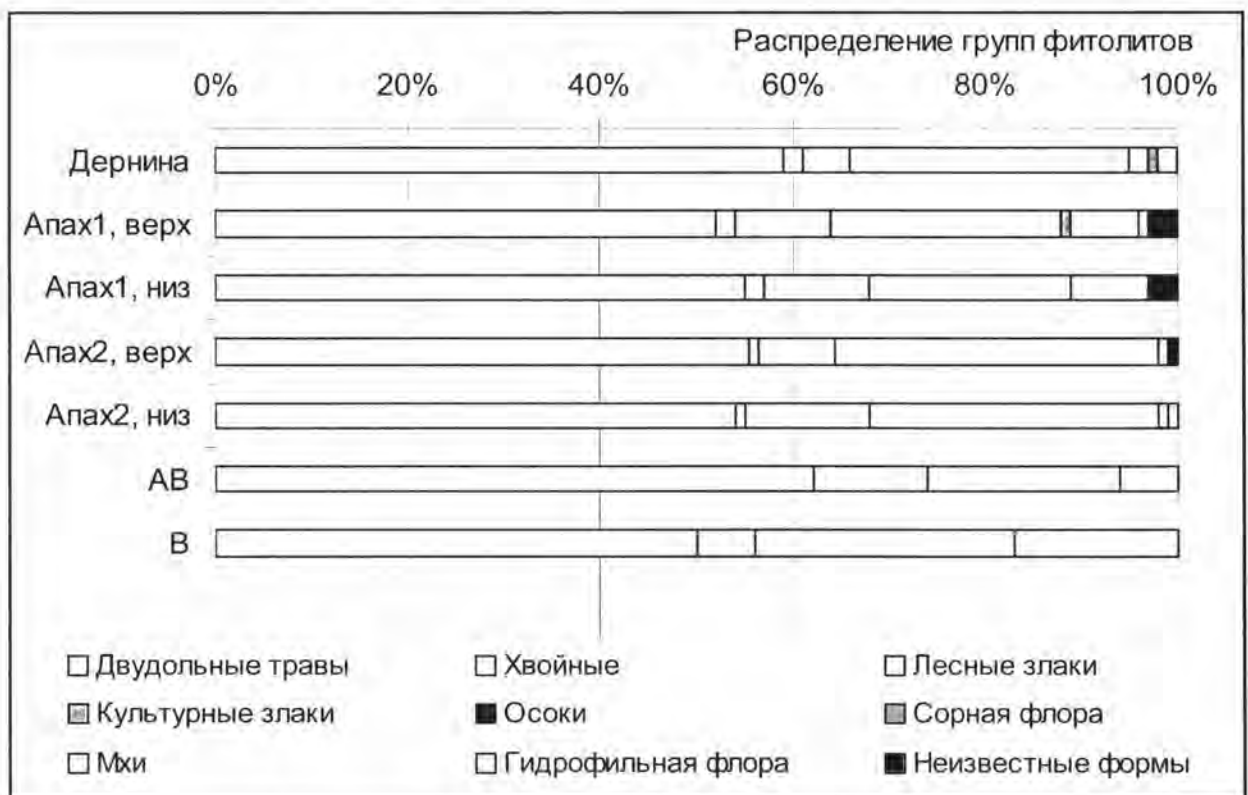 Распределение групп фитолитов
0% 20% 40% 60% 80% 100%
Дернина
Апах1, верх
Апах1, низ
Апах2, верх
Апах2, низ
АВ
В
Двудольные травы Хвойные Лесные злаки
Культурные злаки Осоки Сорная флора
Мхи Гидрофильная флора Неизвестные формы